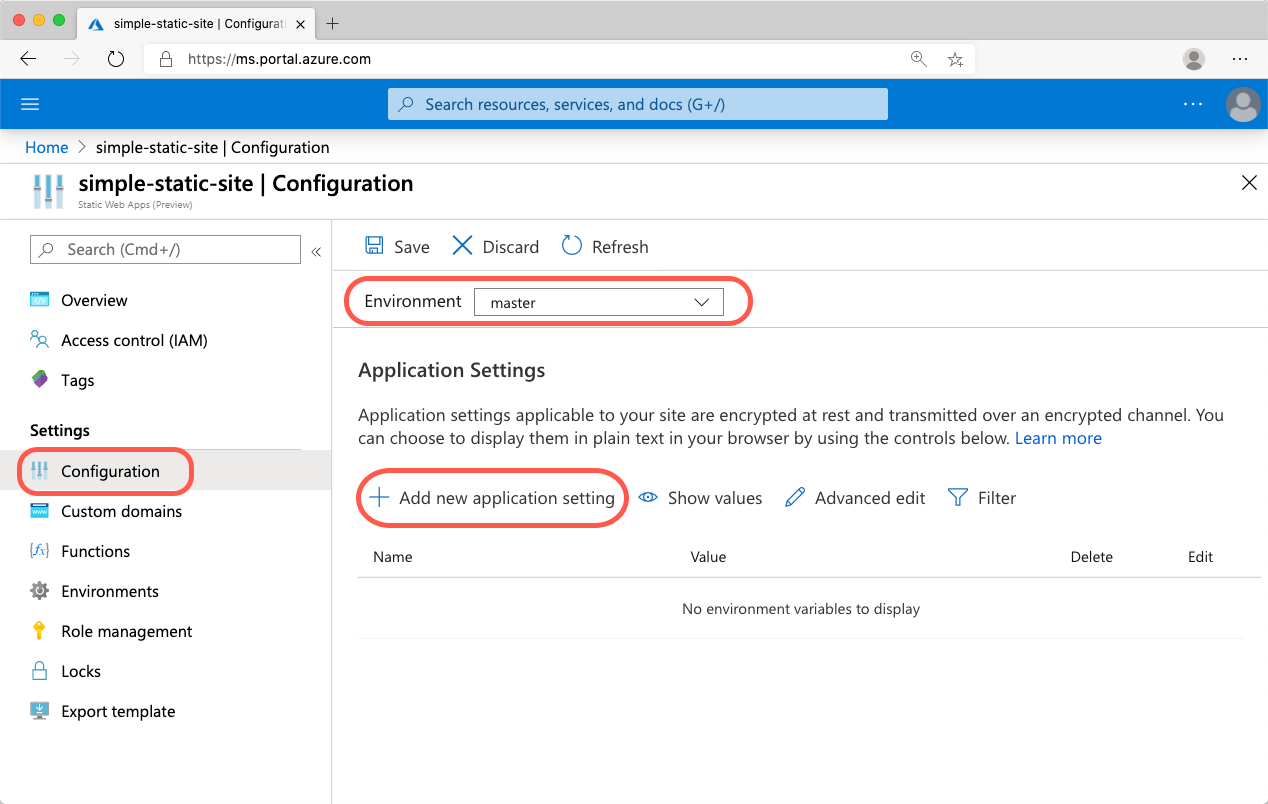 simple-static-site | Configurati
https://ms.portal.azure.com
Search resources, services, and docs (G+/)
Home > simple-static-site | Configuration
simple-static-site | Configuration
Static Web Apps (Preview)
Search (Cmd+/)
Overview
Access control (IAM)
Tags
Settings
Configuration
Custom domains
Functions
Environments
Role management
Locks
Export template
Save Discard Refresh
Environment master
Application Settings
Application settings applicable to your site are encrypted at rest and transmitted over an encrypted channel. You
can choose to display them in plain text in your browser by using the controls below. Learn more
Add new application setting Show values Advanced edit Filter
Name Value Delete Edit
No environment variables to display